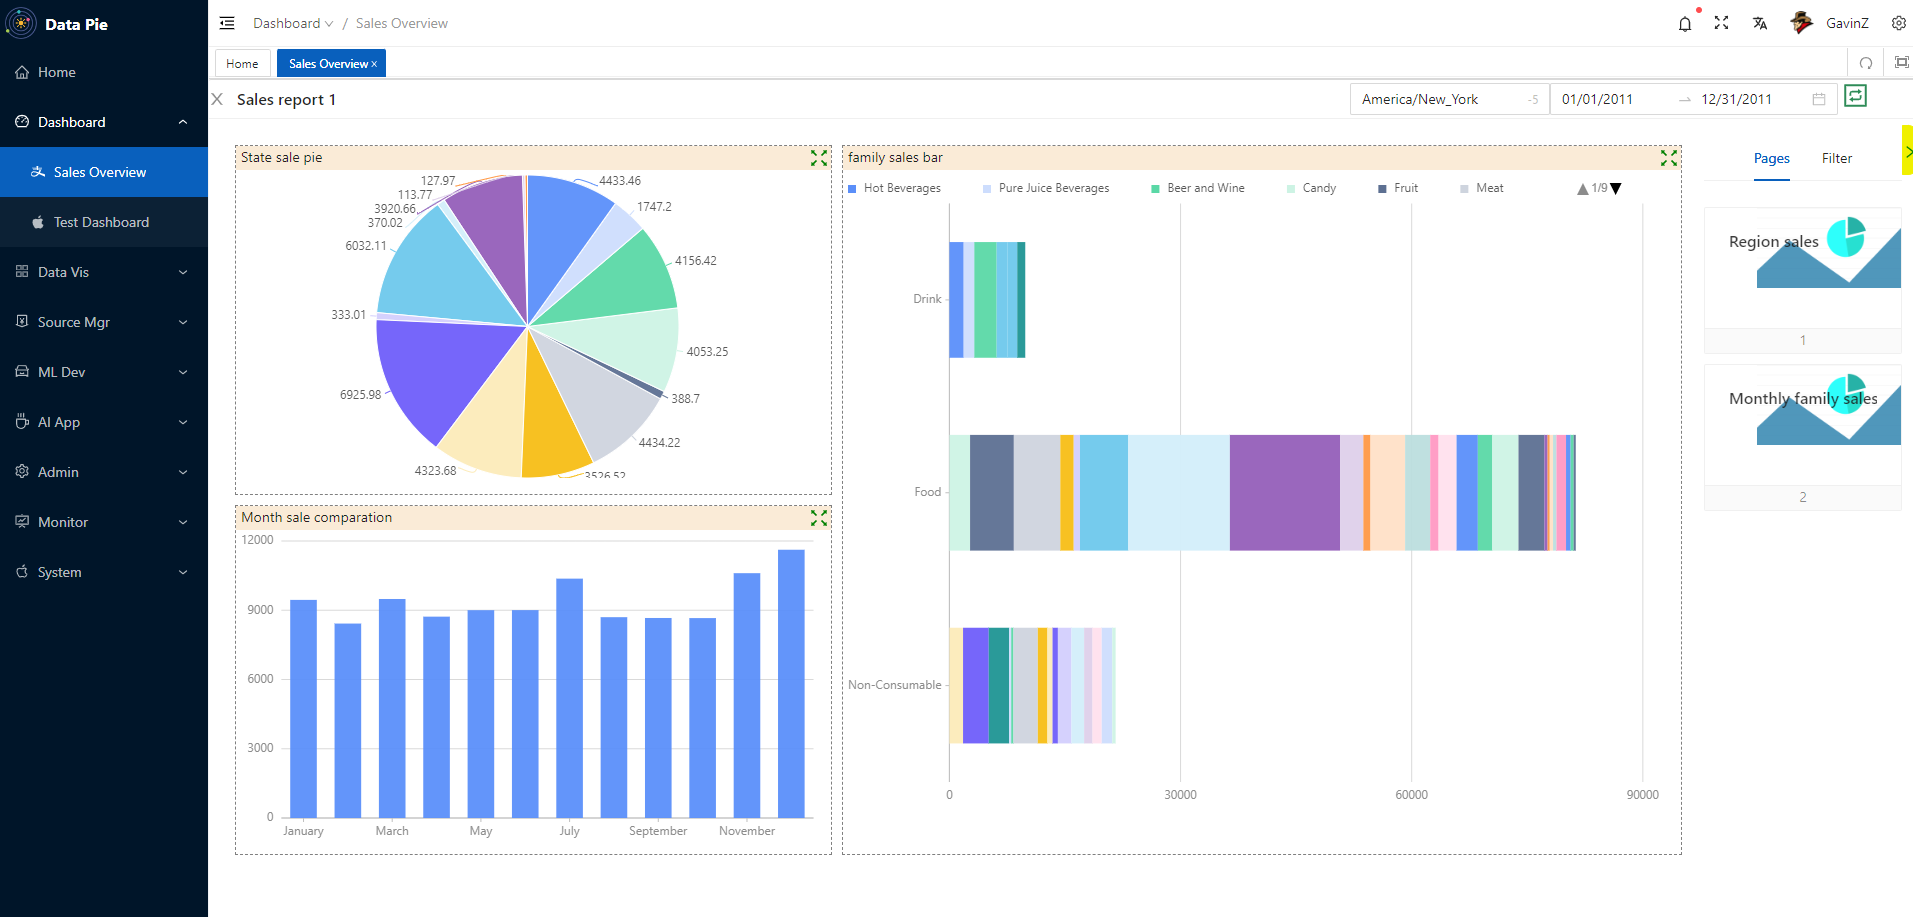 Data Pie
Home
Dashboard
Sales Overview
Test Dashboard
Data Vis
Source Mgr
ML Dev
AI App
Admin
Monitor
System
Dashboard / Sales Overview
GavinZ
Home
Sales Overview ×
Sales report 1
America/New_York -5
01/01/2011 → 12/31/2011
State sale pie
127.97
113.77
3920.66
370.02
6032.11
333.01
6925.98
4323.68
3526.52
4434.22
388.7
4053.25
4156.42
1747.2
4433.46
Month sale comparation
12000
9000
6000
3000
0
January March May July September November
family sales bar
Hot Beverages Pure Juice Beverages Beer and Wine Candy Fruit Meat 1/9
Drink
Food
Non-Consumable
0 30000 60000 90000
Pages Filter
Region sales
1
Monthly family sales
2